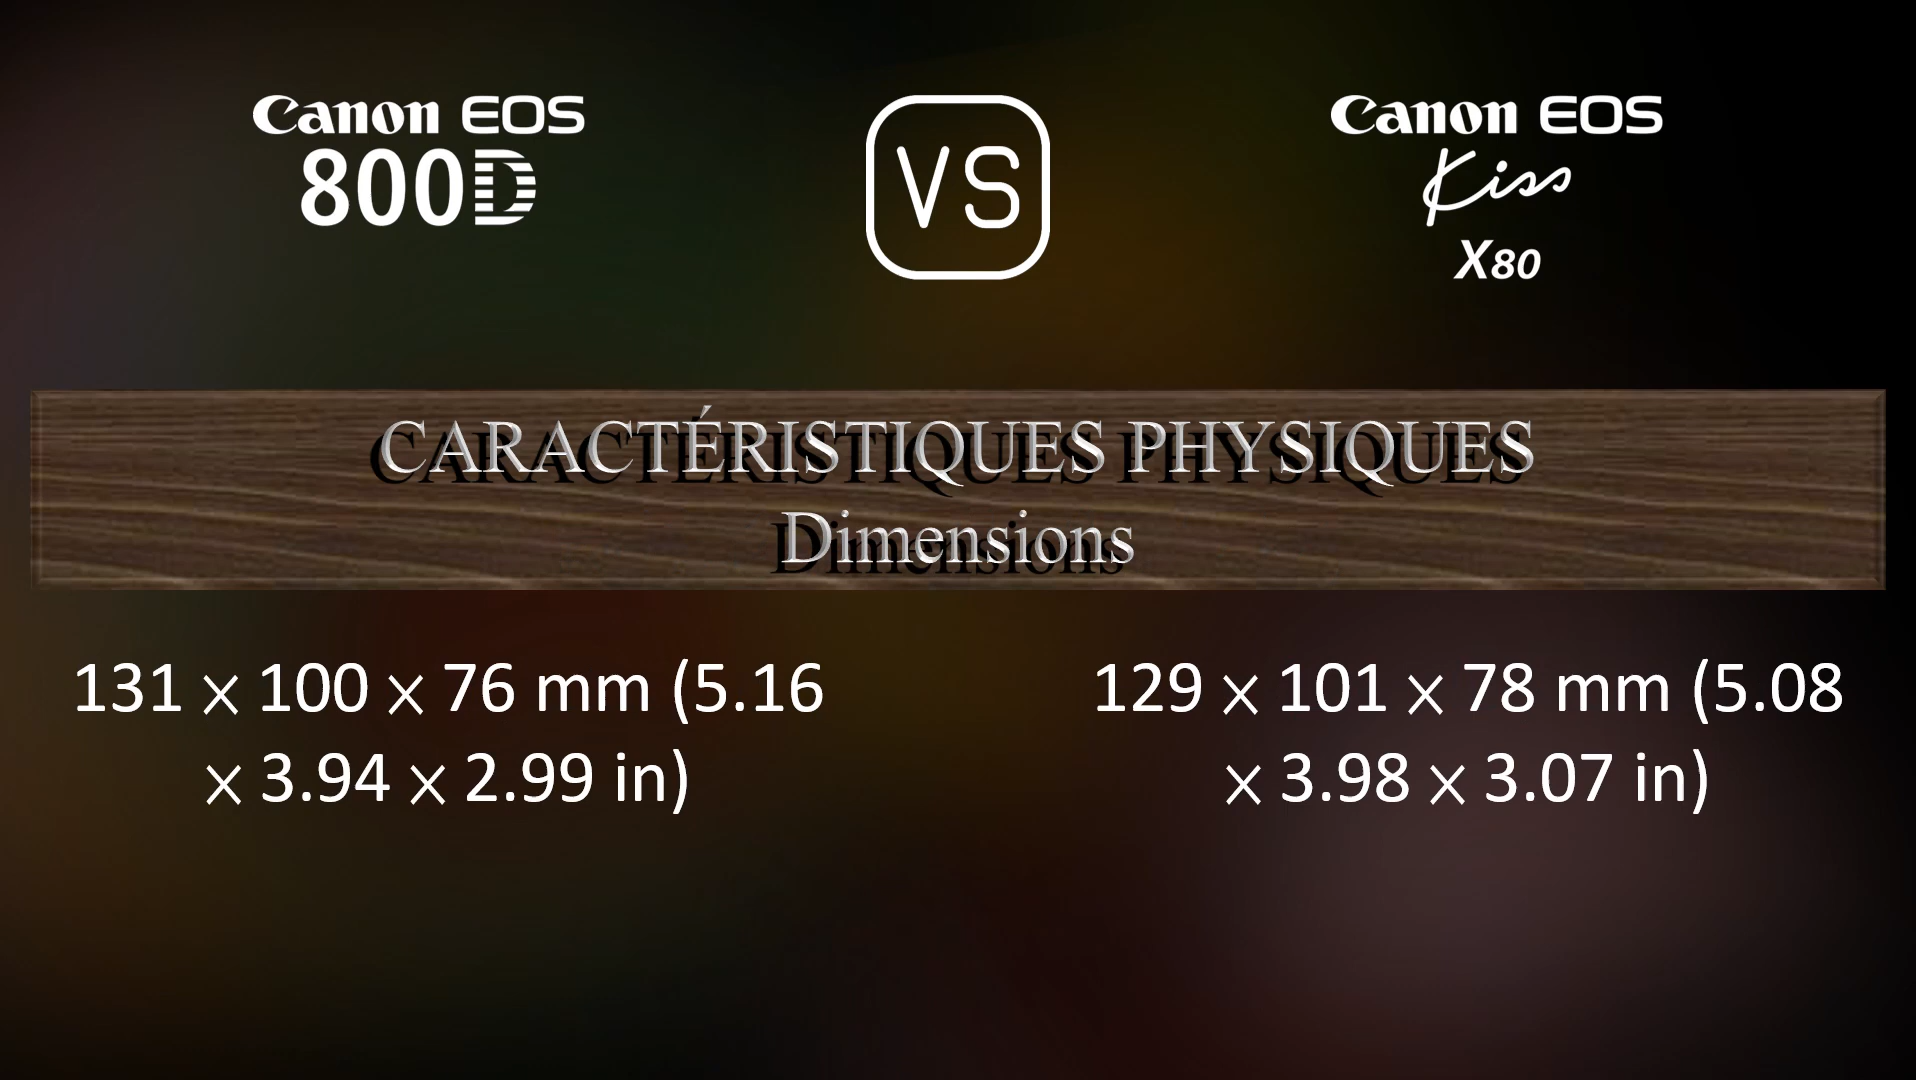 Canon EOS
800D
VS
Canon EOS
Kiss
X80
CARACTÉRISTIQUES PHYSIQUES
Dimensions
131 x 100 x 76 mm (5.16
x 3.94 x 2.99 in)
129 x 101 x 78 mm (5.08
x 3.98 x 3.07 in)